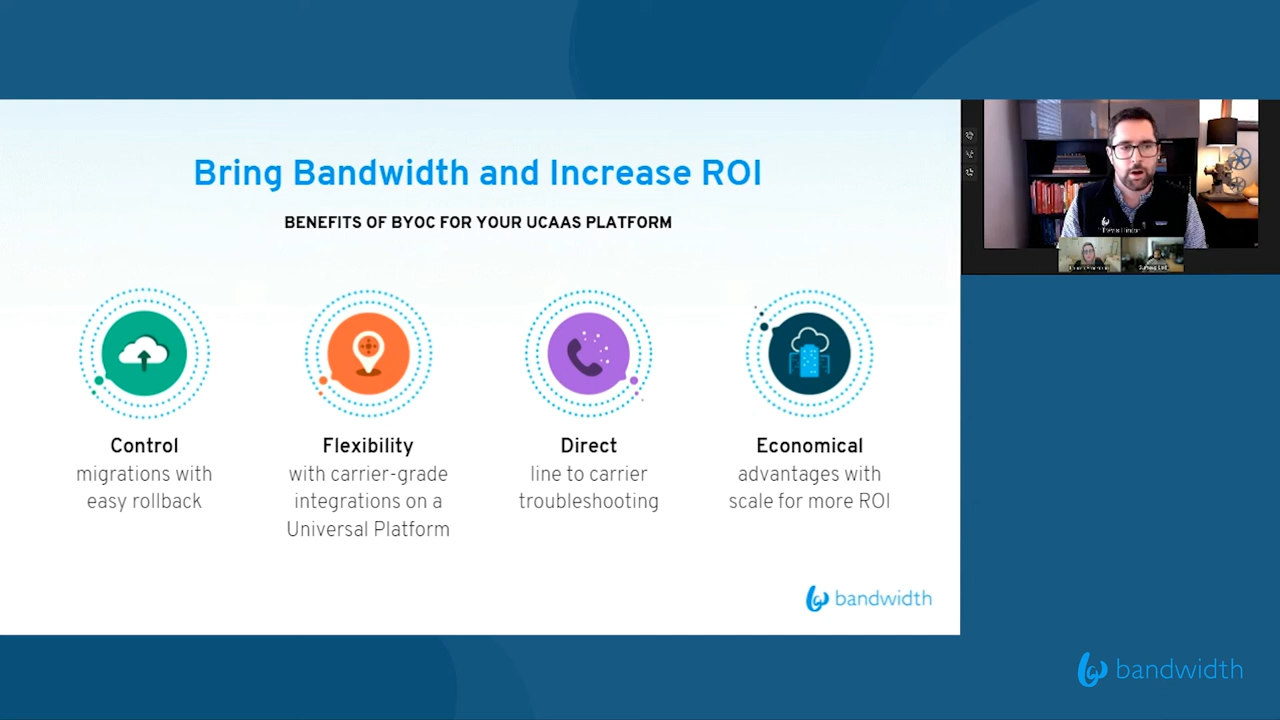 Bring Bandwidth and Increase ROI
BENEFITS OF BYOC FOR YOUR UCAAS PLATFORM
Control
migrations with
easy rollback
Flexibility
with carrier-grade
integrations on a
Universal Platform
Direct
line to carrier
troubleshooting
Economical
advantages with
scale for more ROI
bandwidth
bandwidth